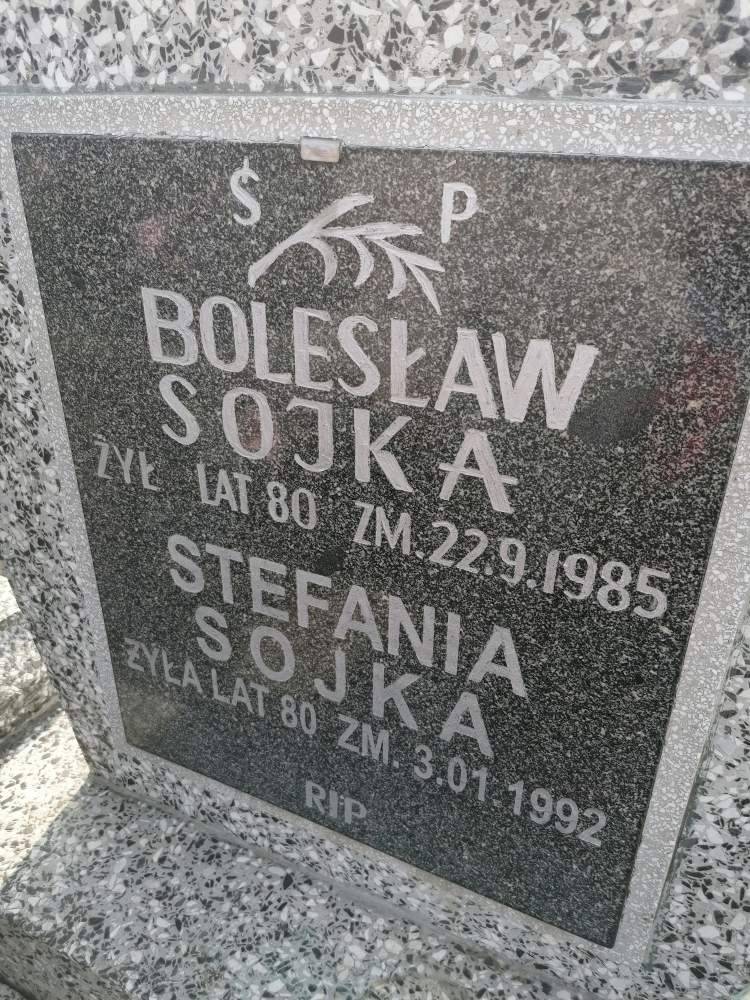 Ś P
BOLESŁAW
SOJKA
ŻYŁ LAT 80 ZM. 22.9.1985
STEFANIA
SOJKA
ŻYŁA LAT 80 ZM. 3.01.1992
RIP